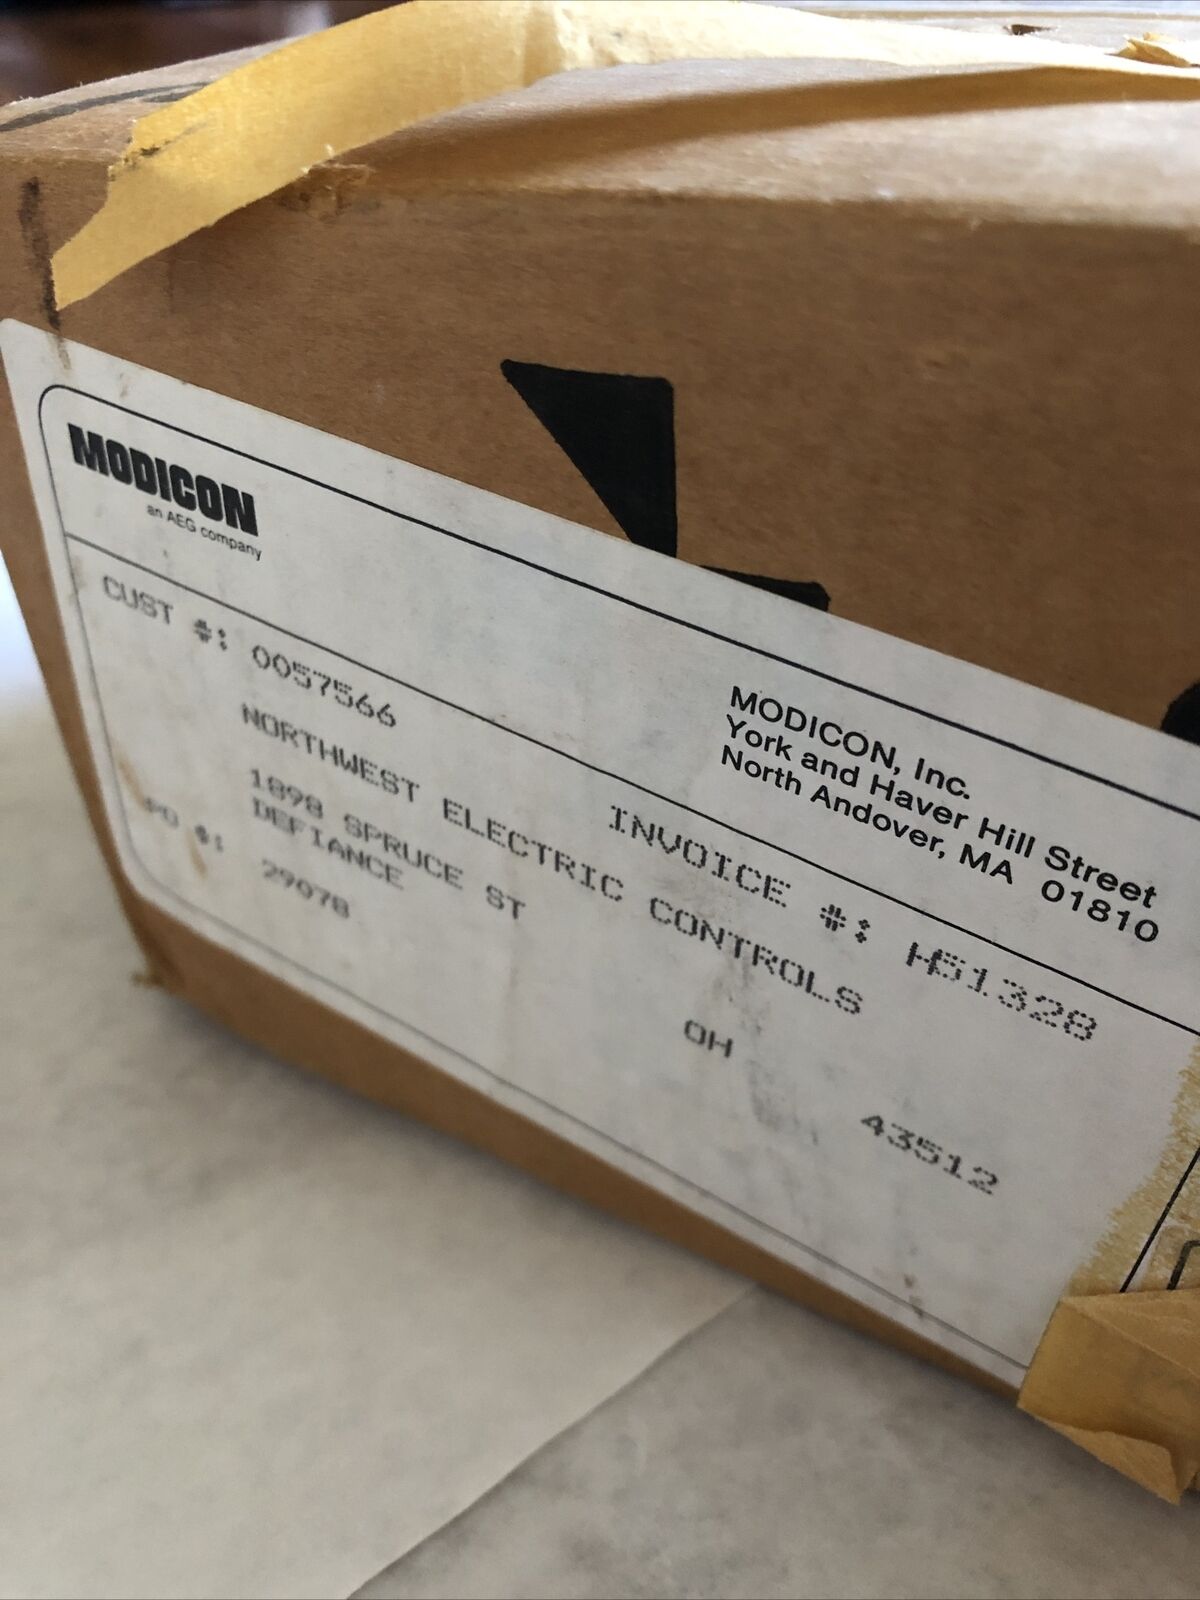 MODICON
an AEG company
MODICON, Inc.
York and Haver Hill Street
North Andover, MA 01810
CUST #: 0057566
INVOICE #: H51328
NORTHWEST ELECTRIC CONTROLS
1898 SPRUCE ST
DEFIANCE OH 43512
PO #: 29078